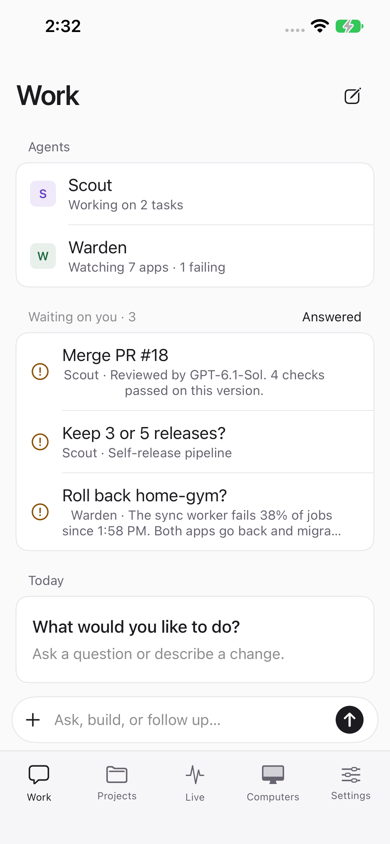 2:32
Work
Agents
S
Scout
Working on 2 tasks
W
Warden
Watching 7 apps · 1 failing
Waiting on you · 3
Answered
Merge PR #18
Scout · Reviewed by GPT-6.1-Sol. 4 checks
passed on this version.
Keep 3 or 5 releases?
Scout · Self-release pipeline
Roll back home-gym?
Warden · The sync worker fails 38% of jobs
since 1:58 PM. Both apps go back and migra...
Today
What would you like to do?
Ask a question or describe a change.
Ask, build, or follow up...
Work
Projects
Live
Computers
Settings